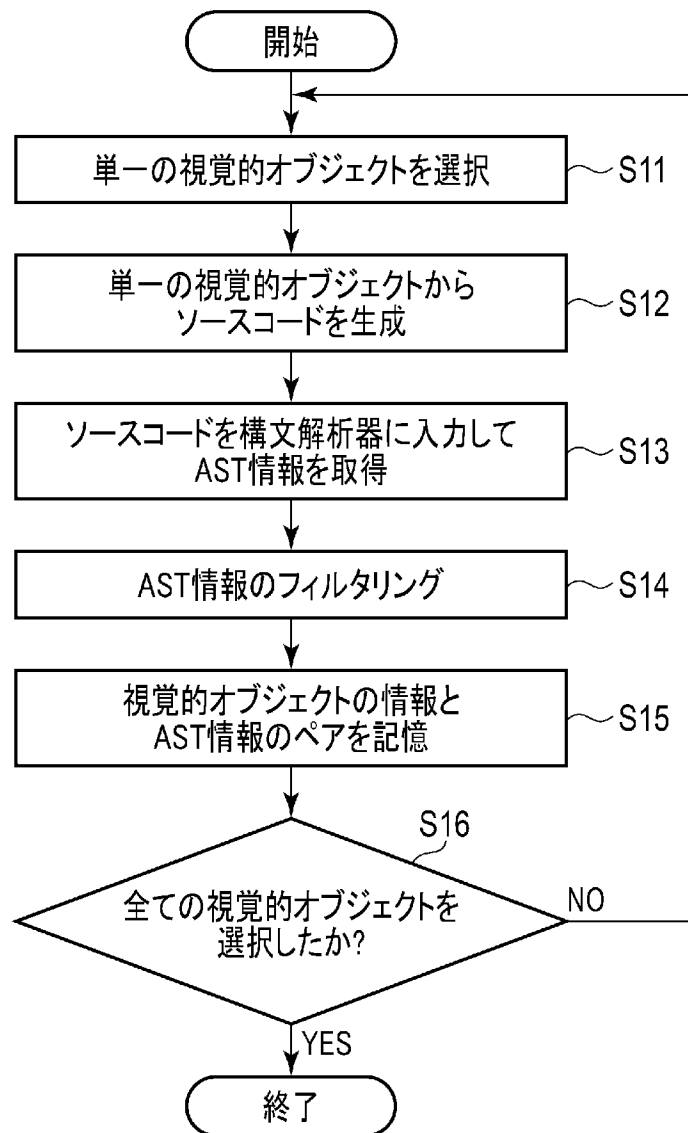 開始
単一の視覚的オブジェクトを選択
S11
単一の視覚的オブジェクトから
ソースコードを生成
S12
ソースコードを構文解析器に入力して
AST情報を取得
S13
AST情報のフィルタリング
S14
視覚的オブジェクトの情報と
AST情報のペアを記憶
S15
S16
全ての視覚的オブジェクトを
選択したか?
NO
YES
終了